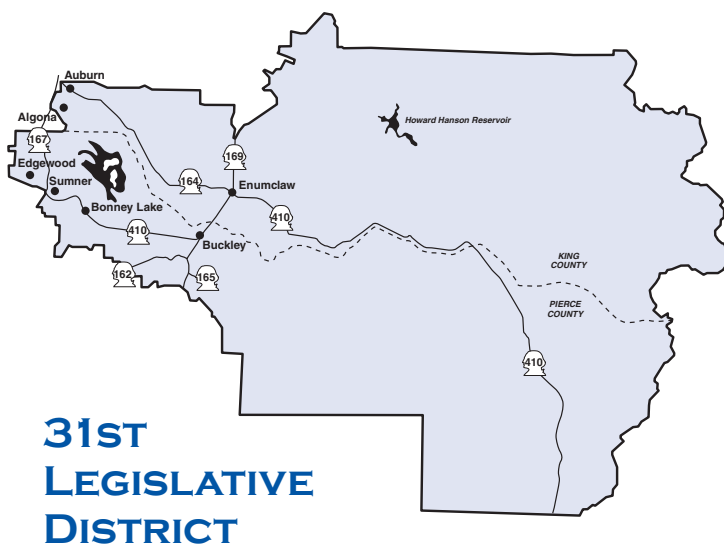 Auburn
Algona
167
169
Howard Hanson Reservoir
Edgewood
Sumner
164
Enumclaw
Bonney Lake
410
410
Buckley
162
165
KING
COUNTY
PIERCE
COUNTY
410
31ST
LEGISLATIVE
DISTRICT